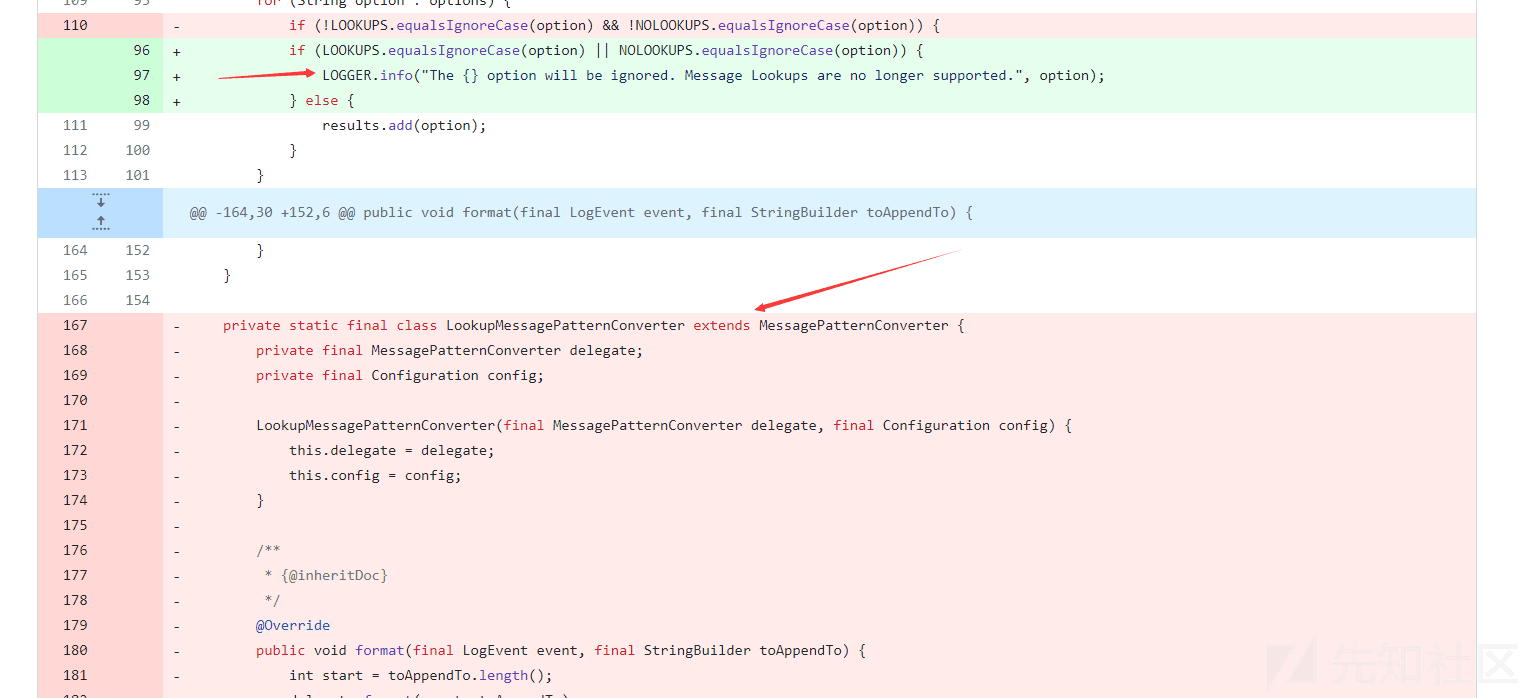 109 95 for (String option : options) {
110 - if (!LOOKUPS.equalsIgnoreCase(option) && !NOLOOKUPS.equalsIgnoreCase(option)) {
96 + if (LOOKUPS.equalsIgnoreCase(option) || NOLOOKUPS.equalsIgnoreCase(option)) {
97 + LOGGER.info("The {} option will be ignored. Message Lookups are no longer supported.", option);
98 + } else {
111 99 results.add(option);
112 100 }
113 101 }
@@ -164,30 +152,6 @@ public void format(final LogEvent event, final StringBuilder toAppendTo) {
164 152 }
165 153 }
166 154
167 - private static final class LookupMessagePatternConverter extends MessagePatternConverter {
168 - private final MessagePatternConverter delegate;
169 - private final Configuration config;
170 -
171 - LookupMessagePatternConverter(final MessagePatternConverter delegate, final Configuration config) {
172 - this.delegate = delegate;
173 - this.config = config;
174 - }
175 -
176 - /**
177 - * {@inheritDoc}
178 - */
179 - @Override
180 - public void format(final LogEvent event, final StringBuilder toAppendTo) {
181 - int start = toAppendTo.length();
先知社区